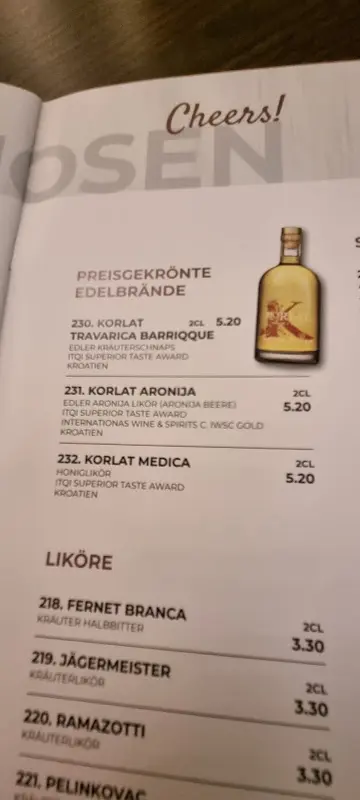 Cheers!
OSEN
PREISGEKRÖNTE
EDELBRÄNDE
230. KORLAT 2CL 5.20
TRAVARICA BARRIQQUE
EDLER KRÄUTERSCHNAPS
ITQI SUPERIOR TASTE AWARD
KROATIEN
231. KORLAT ARONIJA 2CL
EDLER ARONIJA LIKÖR (ARONIJA BEERE) 5.20
ITQI SUPERIOR TASTE AWARD
INTERNATIONAS WINE & SPIRITS C. IWSC GOLD
KROATIEN
232. KORLAT MEDICA 2CL
HONIGLIKÖR 5.20
ITQI SUPERIOR TASTE AWARD
KROATIEN
LIKÖRE
218. FERNET BRANCA
KRÄUTER HALBBITTER 2CL
3.30
219. JÄGERMEISTER
KRÄUTERLIKÖR 2CL
3.30
220. RAMAZOTTI
KRÄUTERLIKÖR 2CL
3.30
221. PELINKOVAC